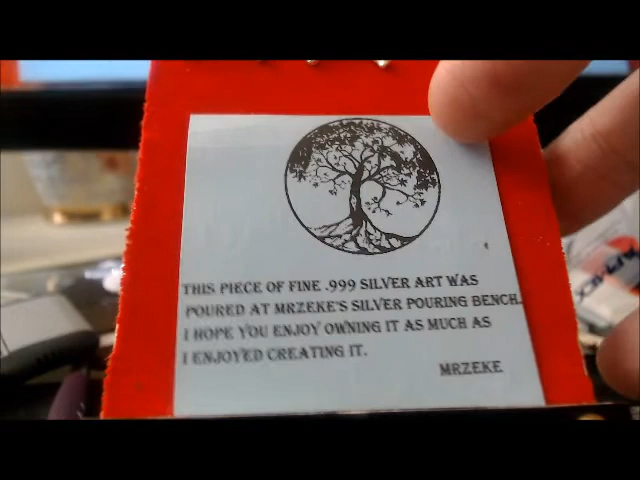 THIS PIECE OF FINE .999 SILVER ART WAS
POURED AT MRZEKE'S SILVER POURING BENCH.
I HOPE YOU ENJOY OWNING IT AS MUCH AS
I ENJOYED CREATING IT.
MRZEKE